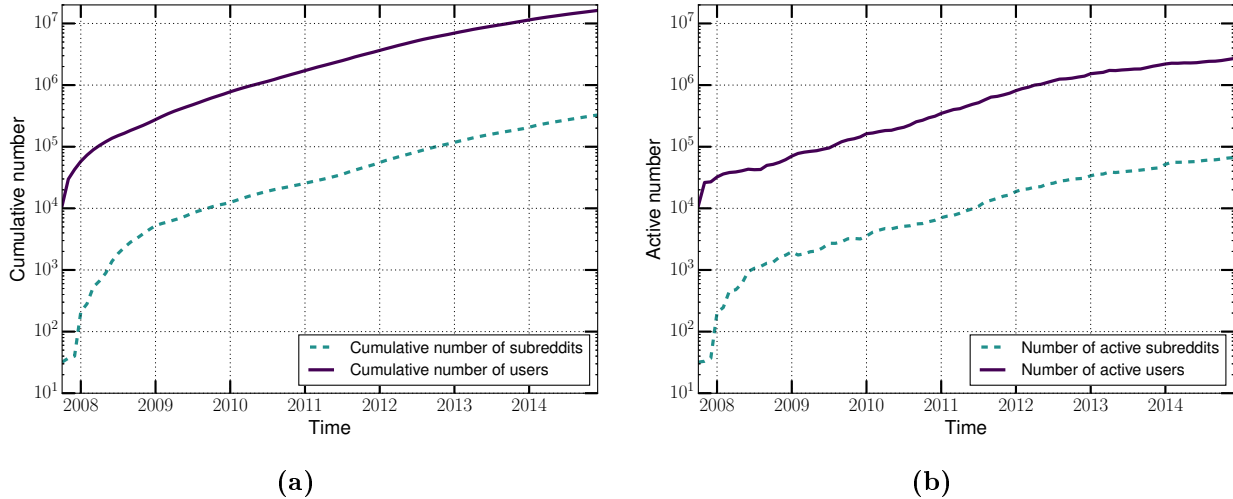 Cumulative number
10^7
10^6
10^5
10^4
10^3
10^2
10^1
Cumulative number of subreddits
Cumulative number of users
2008 2009 2010 2011 2012 2013 2014
Time
(a)
Active number
10^7
10^6
10^5
10^4
10^3
10^2
10^1
Number of active subreddits
Number of active users
2008 2009 2010 2011 2012 2013 2014
Time
(b)